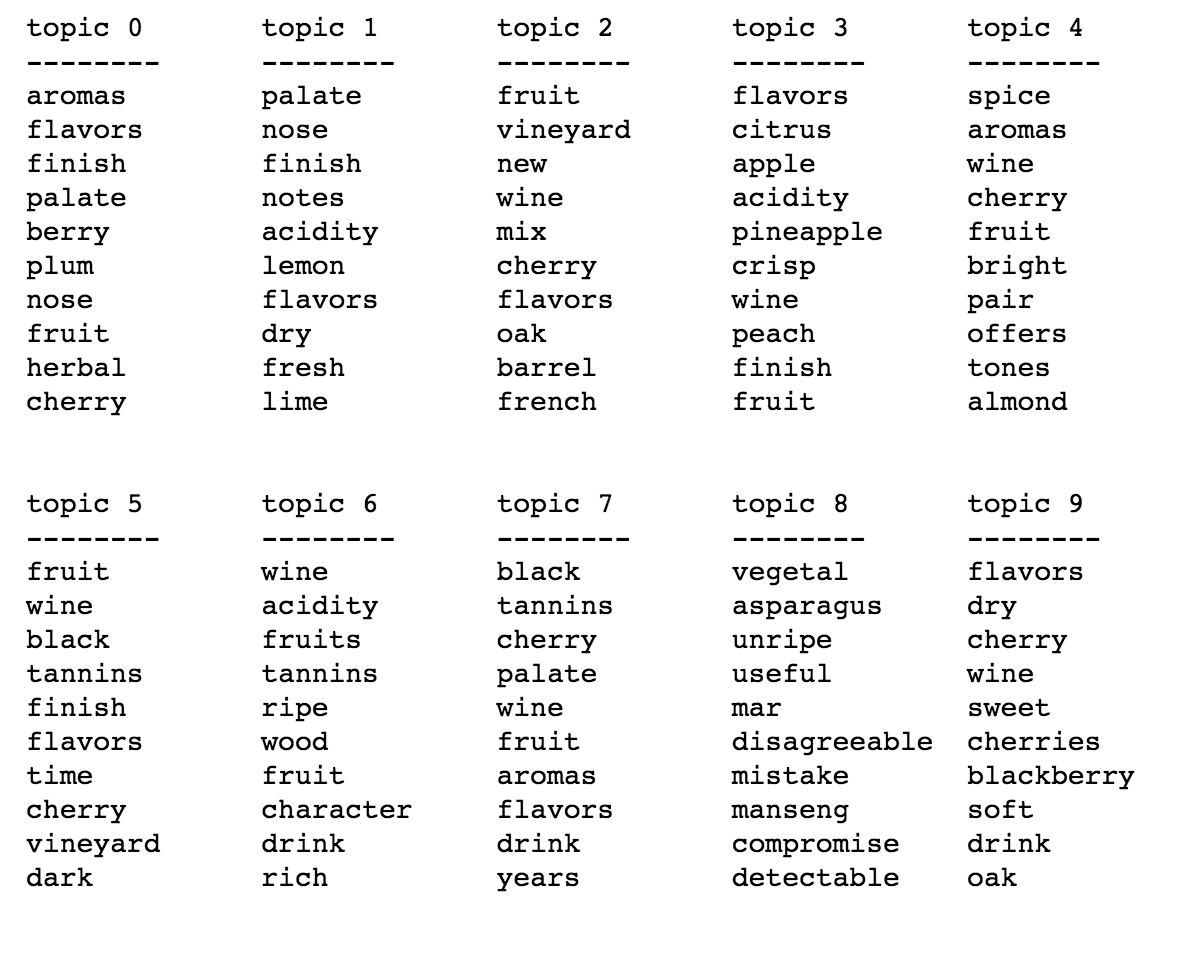 topic 0 topic 1 topic 2 topic 3 topic 4
-------- -------- -------- -------- --------
aromas palate fruit flavors spice
flavors nose vineyard citrus aromas
finish finish new apple wine
palate notes wine acidity cherry
berry acidity mix pineapple fruit
plum lemon cherry crisp bright
nose flavors flavors wine pair
fruit dry oak peach offers
herbal fresh barrel finish tones
cherry lime french fruit almond
topic 5 topic 6 topic 7 topic 8 topic 9
-------- -------- -------- -------- --------
fruit wine black vegetal flavors
wine acidity tannins asparagus dry
black fruits cherry unripe cherry
tannins tannins palate useful wine
finish ripe wine mar sweet
flavors wood fruit disagreeable cherries
time fruit aromas mistake blackberry
cherry character flavors manseng soft
vineyard drink drink compromise drink
dark rich years detectable oak